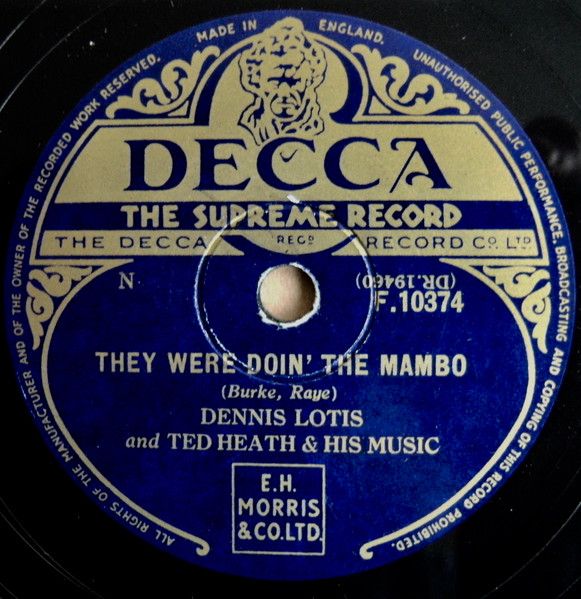 ALL RIGHTS OF THE MANUFACTURER AND OF THE OWNER OF THE RECORDED WORK RESERVED. MADE IN ENGLAND. UNAUTHORISED PUBLIC PERFORMANCE, BROADCASTING AND COPYING OF THIS RECORD PROHIBITED.
DECCA
THE SUPREME RECORD
THE DECCA REGD RECORD CO. LTD
N (DR.19460)
F.10374
THEY WERE DOIN' THE MAMBO
(Burke, Raye)
DENNIS LOTIS
and TED HEATH & HIS MUSIC
E.H.
MORRIS
& CO. LTD.